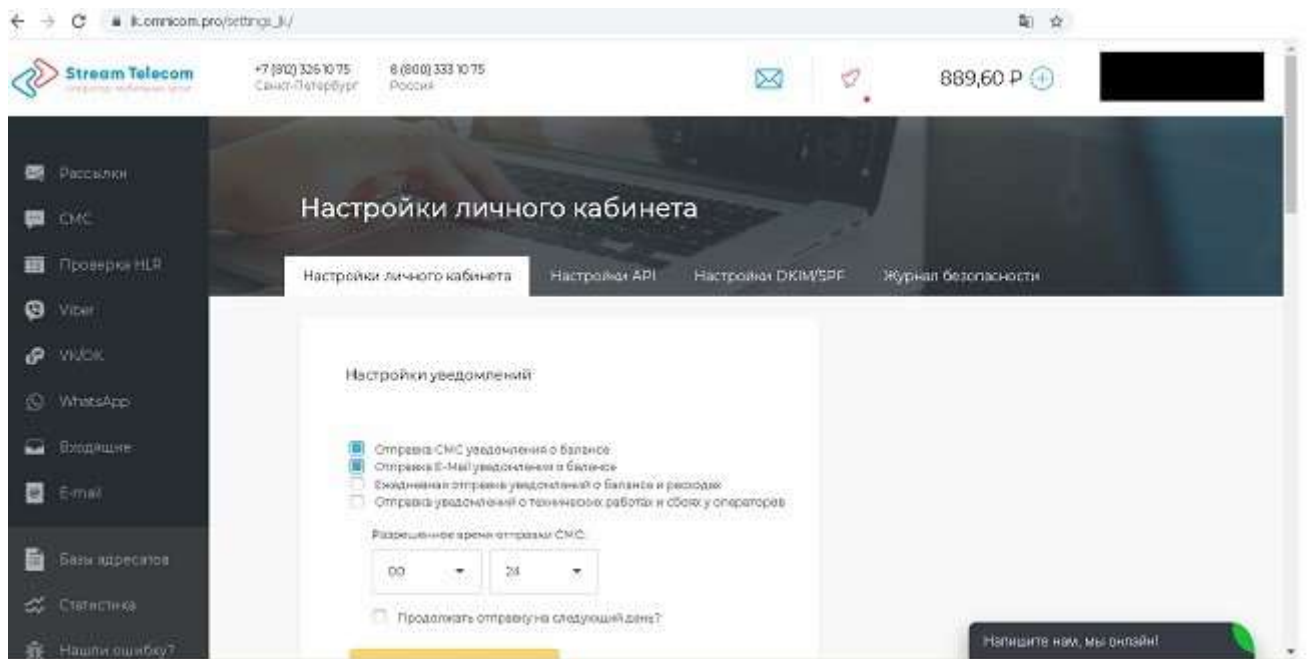 lk.omnicom.pro/settings_lk/
Stream Telecom
+7 (812) 326 10 75
Санкт-Петербург
8 (800) 333 10 75
Россия
889,60 ₽
Рассылки
СМС
Проверка HLR
Viber
VK/OK
WhatsApp
Входящие
E-mail
Базы адресатов
Статистика
Нашли ошибку?
Настройки личного кабинета
Настройки личного кабинета
Настройки API
Настройки DKIM/SPF
Журнал безопасности
Настройки уведомлений
Отправка СМС уведомления о балансе
Отправка E-Mail уведомления о балансе
Ежедневная отправка уведомлений о балансе и расходах
Отправка уведомлений о технических работах и сбоях у операторов
Разрешенное время отправки СМС:
00
24
Продолжать отправку на следующий день?
Напишите нам, мы онлайн!